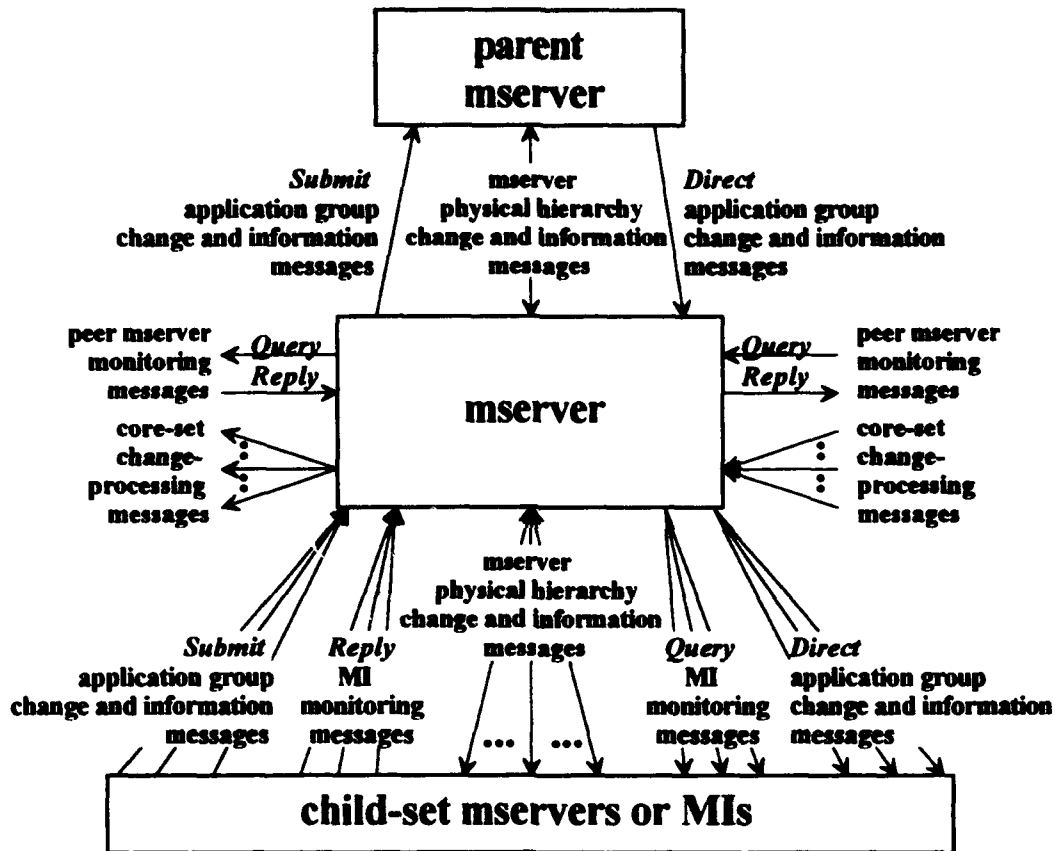 parent
mserver
Submit
application group
change and information
messages
mserver
physical hierarchy
change and information
messages
Direct
application group
change and information
messages
peer mserver
monitoring
messages
Query
Reply
core-set
change-
processing
messages
mserver
Query
Reply
peer mserver
monitoring
messages
core-set
change-
processing
messages
mserver
physical hierarchy
change and information
messages
Submit
application group
change and information
messages
Reply
MI
monitoring
messages
Query
MI
monitoring
messages
Direct
application group
change and information
messages
child-set mservers or MIs